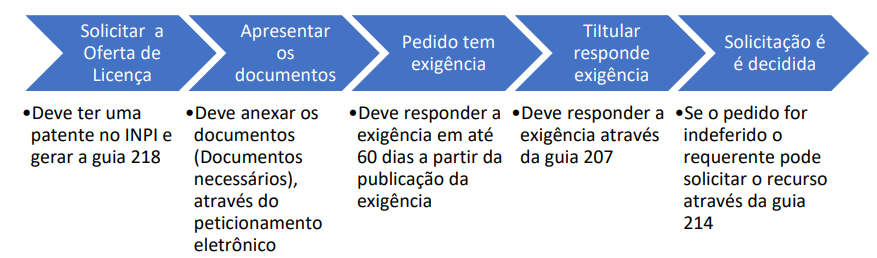 Solicitar a
Oferta de
Licença
•Deve ter uma
patente no INPI e
gerar a guia 218
Apresentar
os
documentos
•Deve anexar os
documentos
(Documentos
necessários),
através do
peticionamento
eletrônico
Pedido tem
exigência
•Deve responder a
exigência em até
60 dias a partir da
publicação da
exigência
TiItular
responde
exigência
•Deve responder a
exigência através
da guia 207
Solicitação é
é decidida
•Se o pedido for
indeferido o
requerente pode
solicitar o recurso
através da guia
214